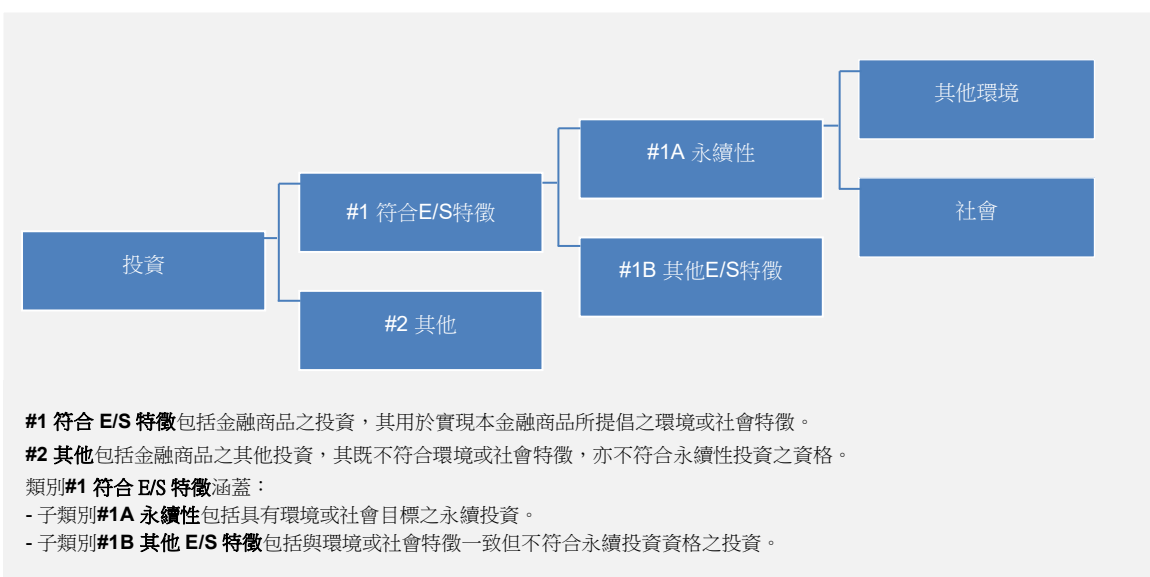 其他環境
#1A 永續性
#1 符合E/S特徵
社會
投資
#1B 其他E/S特徵
#2 其他
#1 符合 E/S 特徵包括金融商品之投資，其用於實現本金融商品所提倡之環境或社會特徵。
#2 其他包括金融商品之其他投資，其既不符合環境或社會特徵，亦不符合永續性投資之資格。
類別#1 符合 E/S 特徵涵蓋：
- 子類別#1A 永續性包括具有環境或社會目標之永續投資。
- 子類別#1B 其他 E/S 特徵包括與環境或社會特徵一致但不符合永續投資資格之投資。